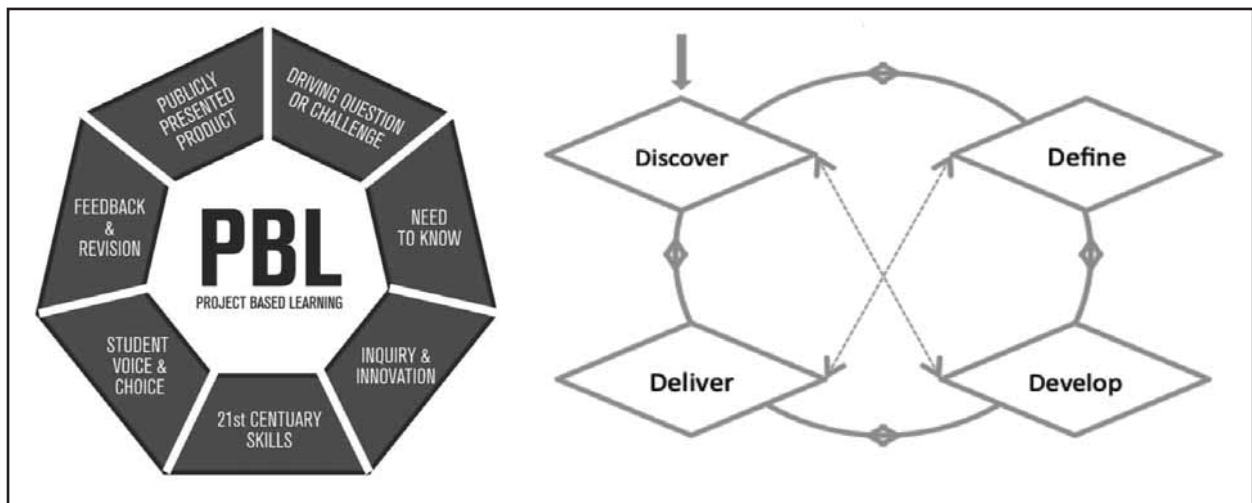 PUBLICLY
PRESENTED
PRODUCT
DRIVING QUESTION
OR CHALLENGE
FEEDBACK
&
REVISION
NEED
TO KNOW
PBL
PROJECT BASED LEARNING
STUDENT
VOICE &
CHOICE
INQUIRY &
INNOVATION
21st CENTUARY
SKILLS
Discover
Define
Deliver
Develop